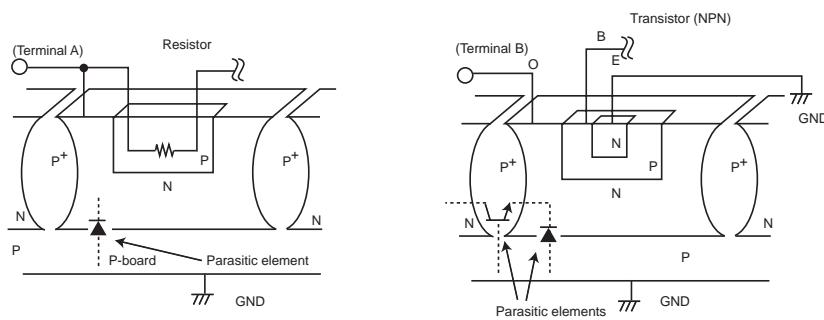 Resistor
(Terminal A)
P+
P
P+
N
N
N
P
P-board
Parasitic element
GND
Transistor (NPN)
B
(Terminal B)
O
E
GND
N
P+
P
P+
N
N
N
P
Parasitic elements
GND